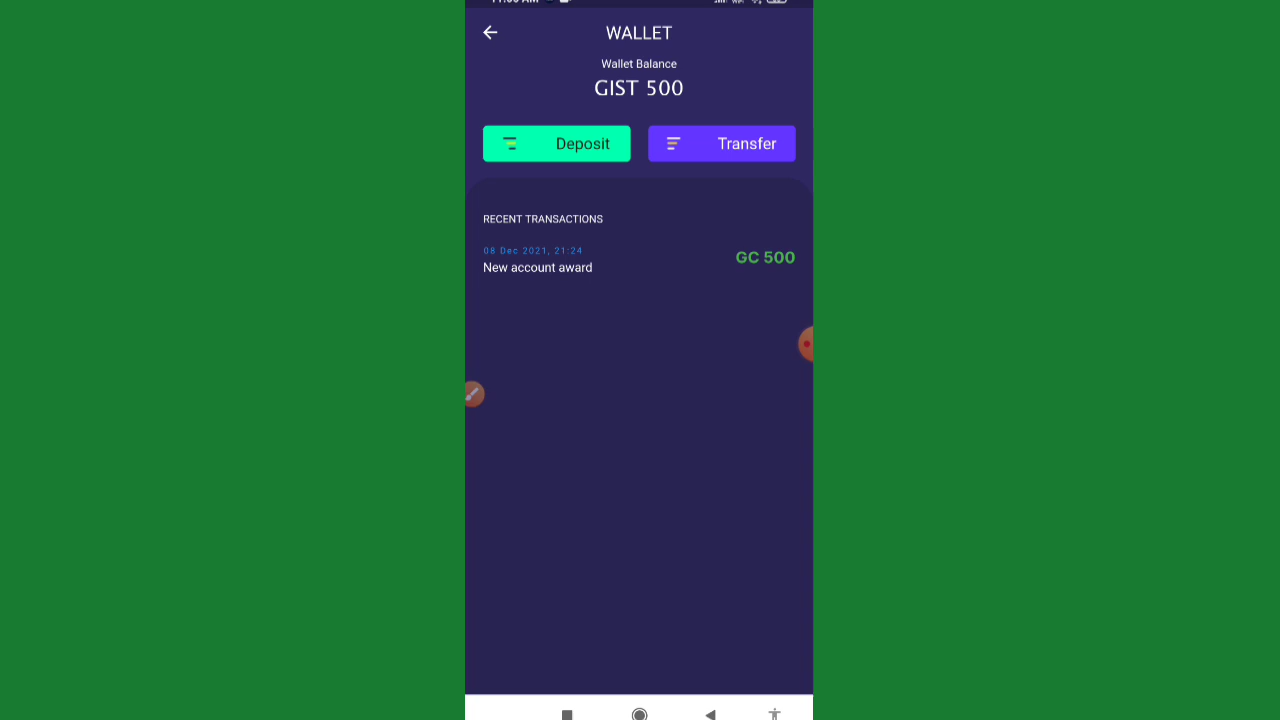 WALLET
Wallet Balance
GIST 500
Deposit
Transfer
RECENT TRANSACTIONS
08 Dec 2021, 21:24
New account award
GC 500